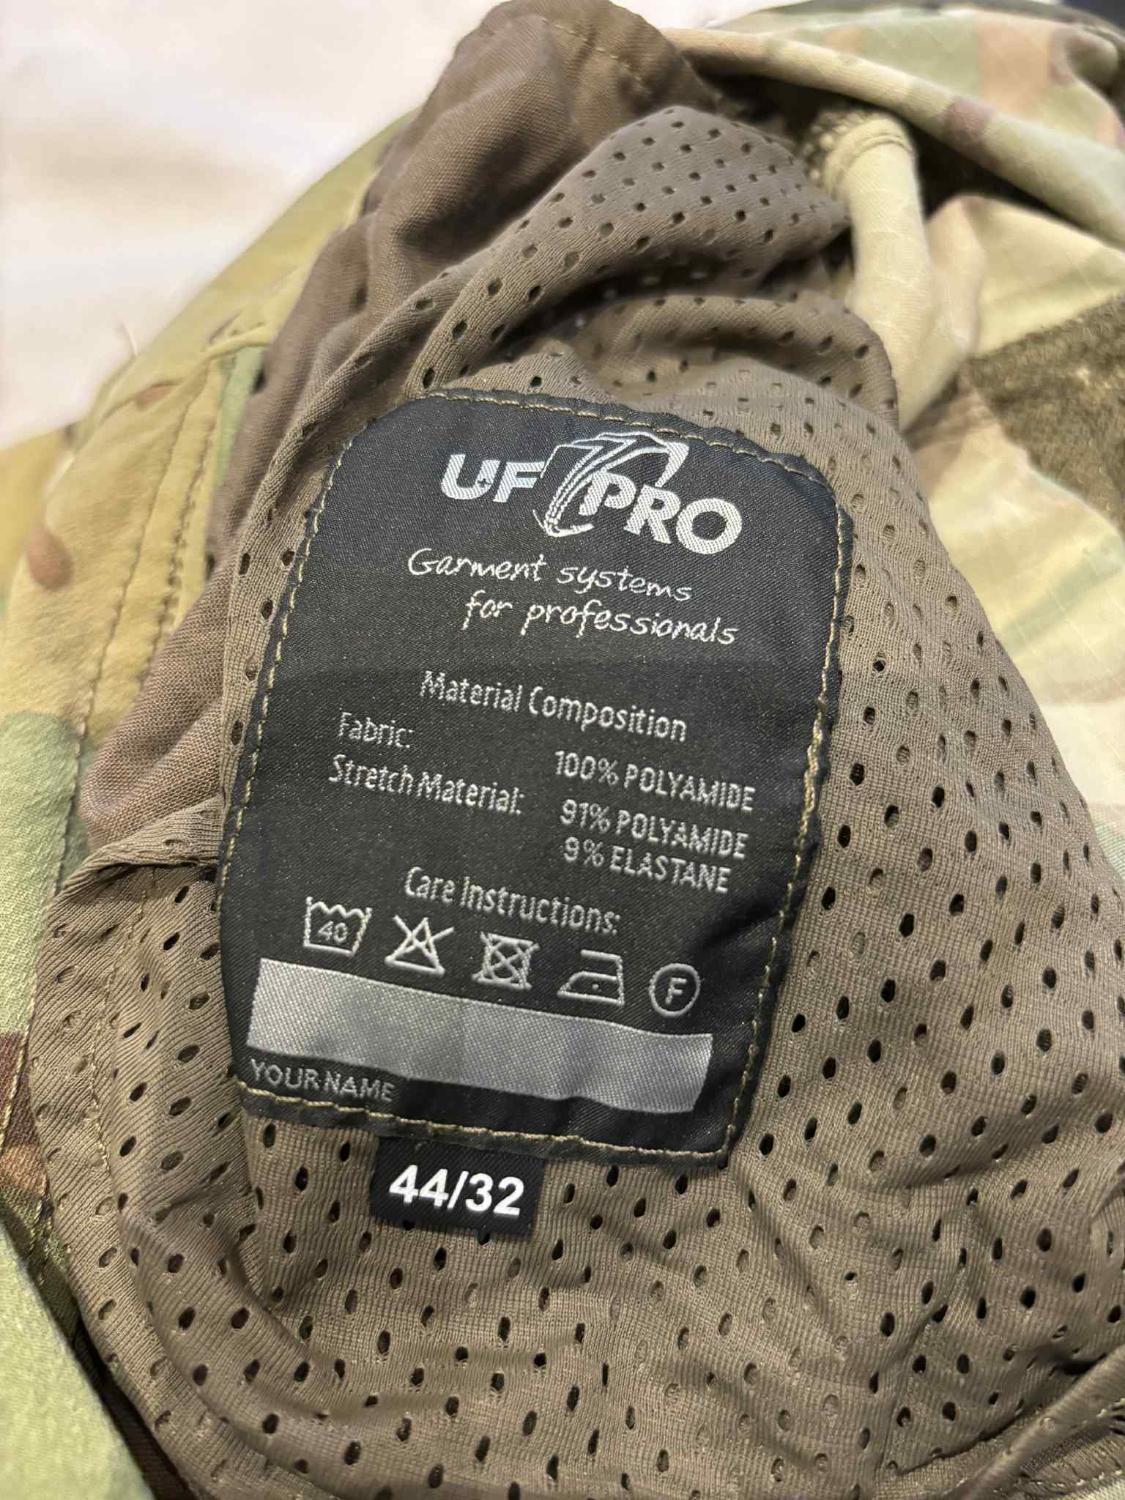 UF PRO
Garment systems
for professionals
Material Composition
Fabric: 100% POLYAMIDE
Stretch Material: 91% POLYAMIDE
9% ELASTANE
Care Instructions:
40
F
YOUR NAME
44/32